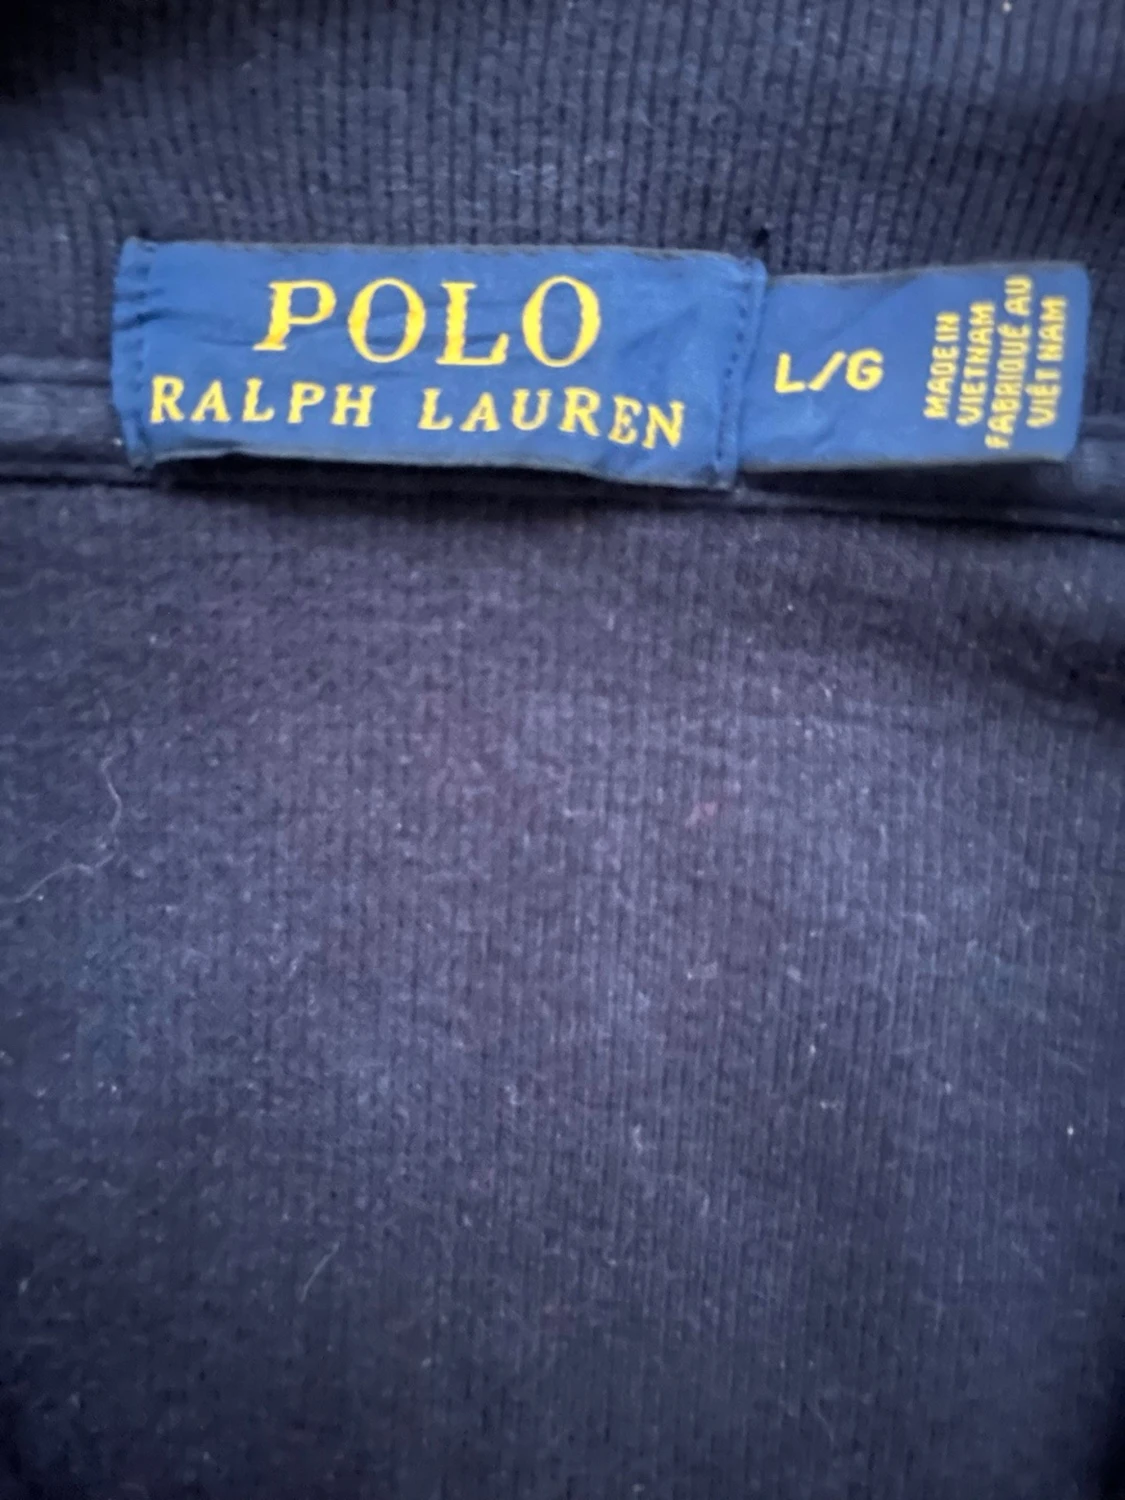 POLO
RALPH LAUREN
L/G
MADE IN
VIETNAM
FABRIQUÉ AU
VIÊT NAM